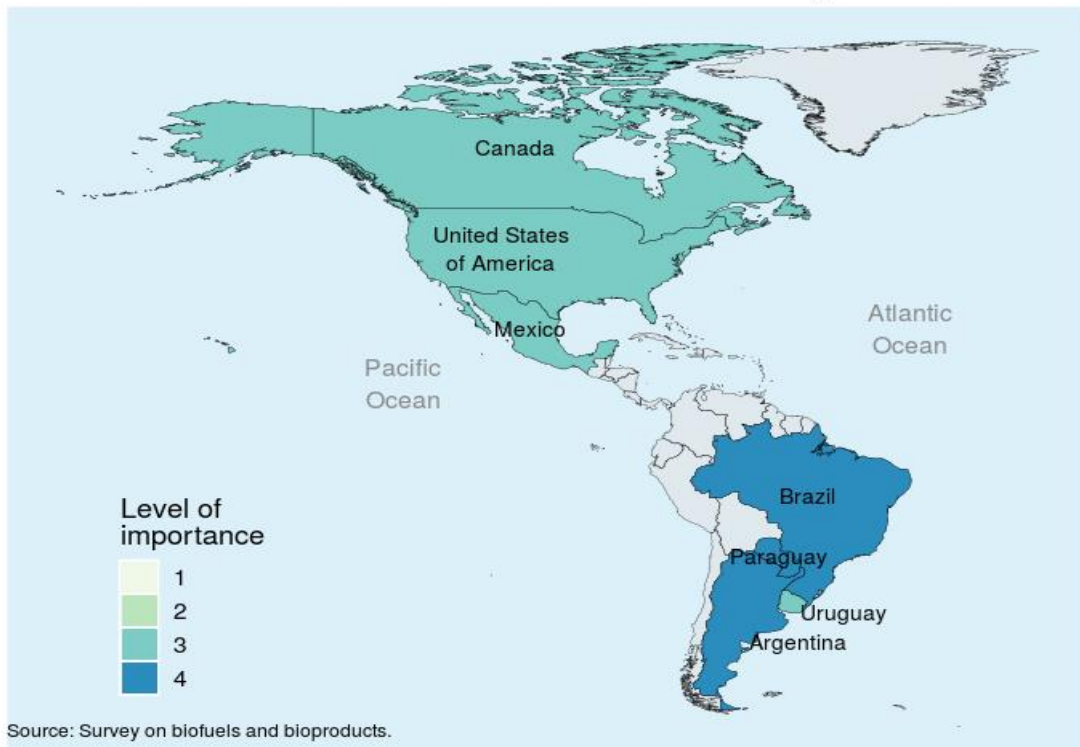 Canada
United States
of America
Mexico
Atlantic
Ocean
Pacific
Ocean
Brazil
Paraguay
Uruguay
Argentina
Level of
importance
1
2
3
4
Source: Survey on biofuels and bioproducts.